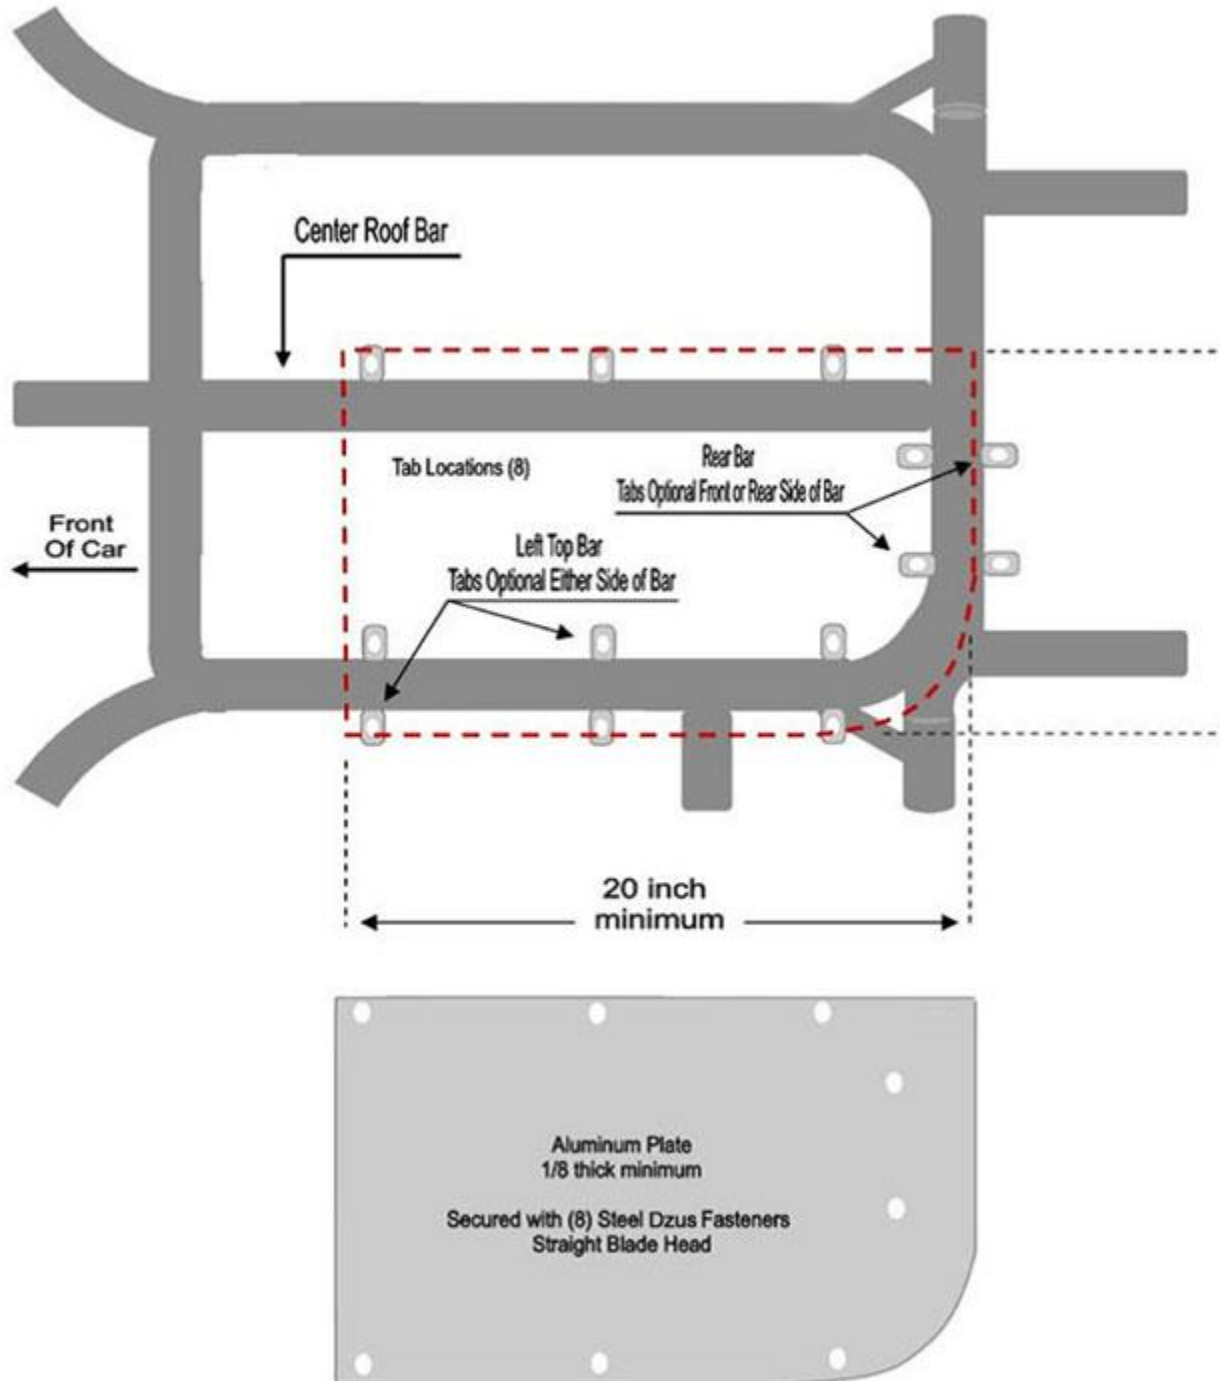 Center Roof Bar
Tab Locations (8)
Rear Bar
Tabs Optional Front or Rear Side of Bar
Front
Of Car
Left Top Bar
Tabs Optional Either Side of Bar
20 inch
minimum
Aluminum Plate
1/8 thick minimum
Secured with (8) Steel Dzus Fasteners
Straight Blade Head